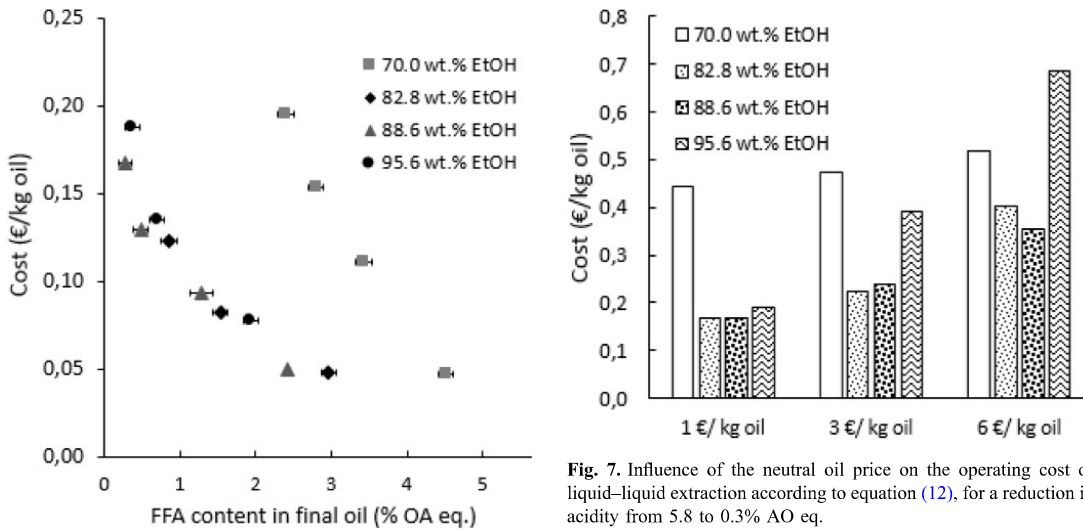 0,25
0,20
0,15
0,10
0,05
0,00
Cost (€/kg oil)
70.0 wt.% EtOH
82.8 wt.% EtOH
88.6 wt.% EtOH
95.6 wt.% EtOH
0 1 2 3 4 5
FFA content in final oil (% OA eq.)
0,8
0,7
0,6
0,5
0,4
0,3
0,2
0,1
0,0
Cost (€/kg oil)
70.0 wt.% EtOH
82.8 wt.% EtOH
88.6 wt.% EtOH
95.6 wt.% EtOH
1 €/ kg oil 3 €/ kg oil 6 €/ kg oil
Fig. 7. Influence of the neutral oil price on the operating cost o
liquid–liquid extraction according to equation (12), for a reduction i
acidity from 5.8 to 0.3% AO eq.